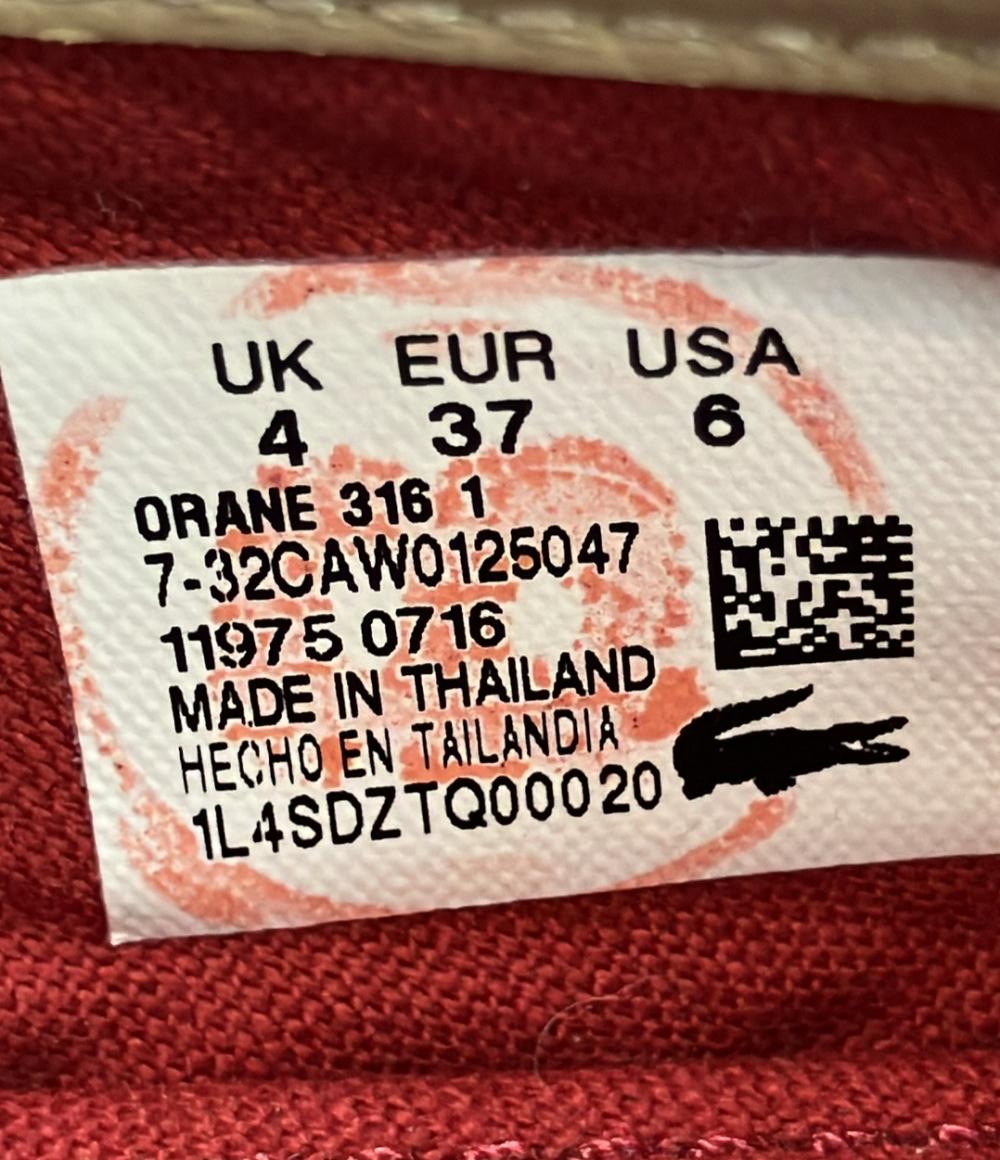 UK EUR USA
4 37 6
ORANE 316 1
7-32CAW0125047
11975 0716
MADE IN THAILAND
HECHO EN TAILANDIA
1L4SDZTQ00020